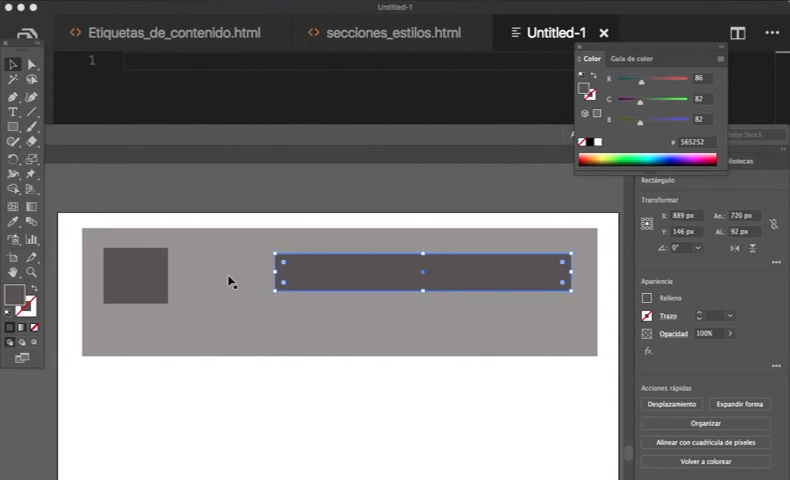 Untitled-1
Etiquetas_de_contenido.html
secciones_estilos.html
Untitled-1
1
Color
Guía de color
R
86
G
82
B
82
#
565252
Adobe Stock
liotecas
Rectángulo
Transformar
X:
889 px
An.:
720 px
Y:
146 px
Al.:
92 px
0°
Apariencia
Relleno
Trazo
Opacidad
100%
fx.
Acciones rápidas
Desplazamiento
Expandir forma
Organizar
Alinear con cuadrícula de píxeles
Volver a colorear